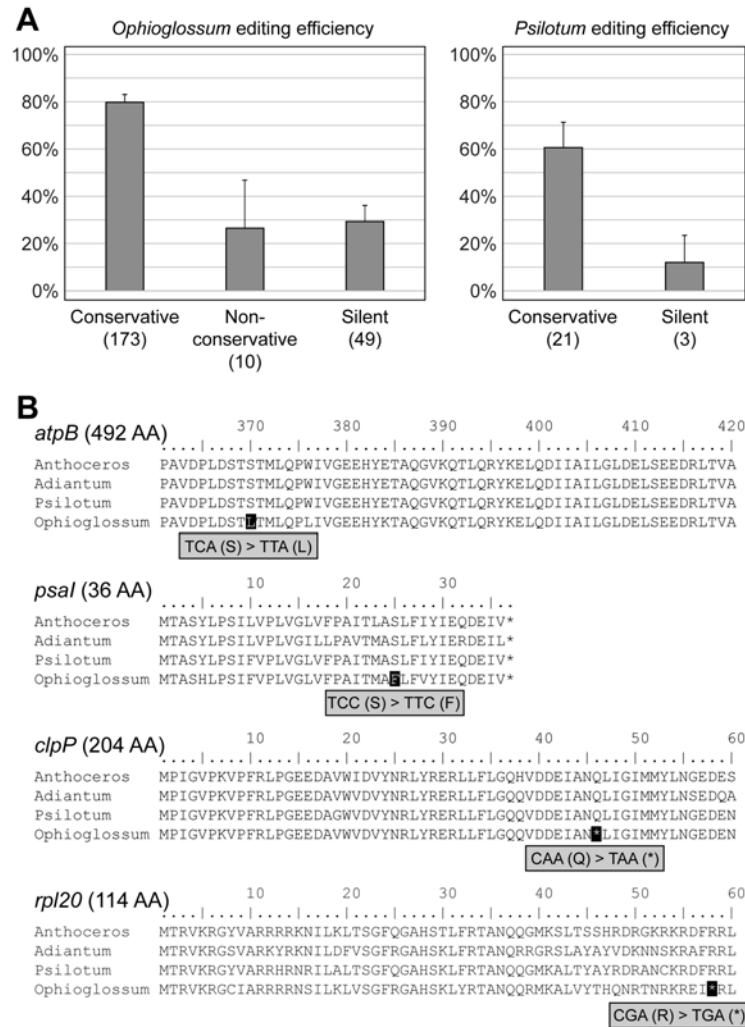 A
Ophioglossum editing efficiency
Psilotum editing efficiency
100%
80%
60%
40%
20%
0%
Conservative
(173)
Non-
conservative
(10)
Silent
(49)
100%
80%
60%
40%
20%
0%
Conservative
(21)
Silent
(3)
B
atpB (492 AA)
370 380 390 400 410 420
Anthoceros PAVDPLDSTSTMLQPWIVGEEHYETAQGVKQTLQRYKELQDIIAILGLDELSEEDRLTVA
Adiantum PAVDPLDSTSTMLQPWIVGEEHYETAQGVKQTLQRYKELQDIIAILGLDELSEEDRLTVA
Psilotum PAVDPLDSTSTMLQPWIVGEEHYETAQGVKQTLQRYKELQDIIAILGLDELSEEDRLTVA
Ophioglossum PAVDPLDSTLTMLQPLIVGEEHYKTAQGVKQTLQRYKELQDIIAILGLDELSEEDRLTVA
TCA (S) > TTA (L)
psaI (36 AA)
10 20 30
Anthoceros MTASYLPSILVPLVGLVFPAITLASLFIYIEQDEIV*
Adiantum MTASYLPSILVPLVGILLPAVTMASLFLYIERDEIL*
Psilotum MTASYLPSIFVPLVGLVFPAITMASLFIYIEQDEIV*
Ophioglossum MTASHLPSIFVPLVGLVFPAITMAFLFVYIEQDEIV*
TCC (S) > TTC (F)
clpP (204 AA)
10 20 30 40 50 60
Anthoceros MPIGVPKVPFRLPGEEDAVWIDVYNRLYRERLLFLGQHVDDEIANQLIGIMMYLNGEDES
Adiantum MPIGVPKVPFRLPGEEDAVWVDVYNRLYRERLLFLGQQVDDEIANQLIGIMMYLNSEDQA
Psilotum MPIGVPKVPFRLPGEEDAGWVDVYNRLYRERLLFLGQQVDDEIANQLIGIMMYLNGEDEN
Ophioglossum MPIGVPKVPFRLPGEEDAVWVDVYNRLYRERLLFLGQQVDDEIAN*LIGIMMYLNGEDEN
CAA (Q) > TAA (*)
rpl20 (114 AA)
10 20 30 40 50 60
Anthoceros MTRVKRGYVARRRRKNILKLTSGFQGAHSTLFRTANQQGMKSLTSSHRDRGKRKRDFRRL
Adiantum MTRVKRGSVARKYRKNILDFVSGFRGAHSKLFRTANQRRGRSLAYAYVDKNNSKRAFRRL
Psilotum MTRVKRGYVARRHRNRILALTSGFQGAHSKLFRTANQQGMKALTYAYRDRANCKRDFRRL
Ophioglossum MTRVKRGCIARRRRNSILKLVSGFRGAHSKLFRTANQQRMKALVYTHQNRTNRKREI*RL
CGA (R) > TGA (*)